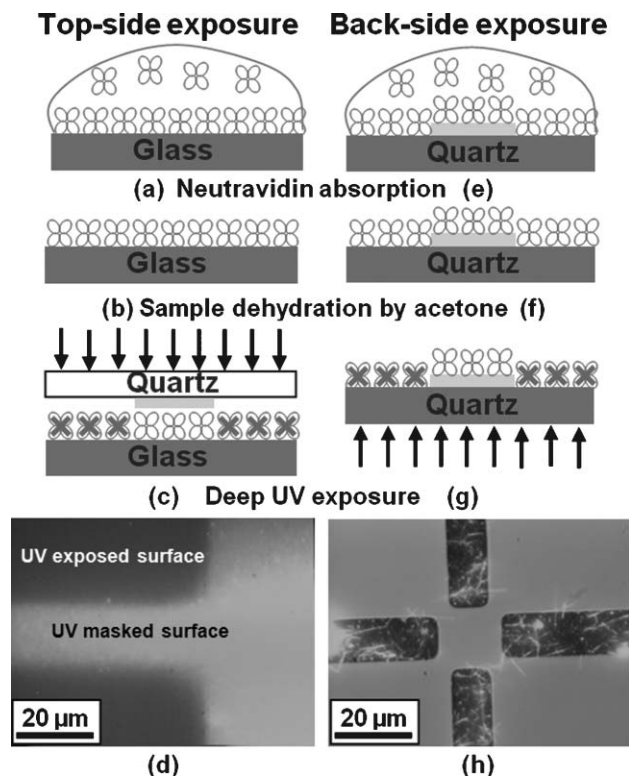 Top-side exposure Back-side exposure
Glass Quartz
(a) Neutravidin absorption (e)
Glass Quartz
(b) Sample dehydration by acetone (f)
Quartz
Glass Quartz
(c) Deep UV exposure (g)
UV exposed surface
UV masked surface
20 µm 20 µm
(d) (h)